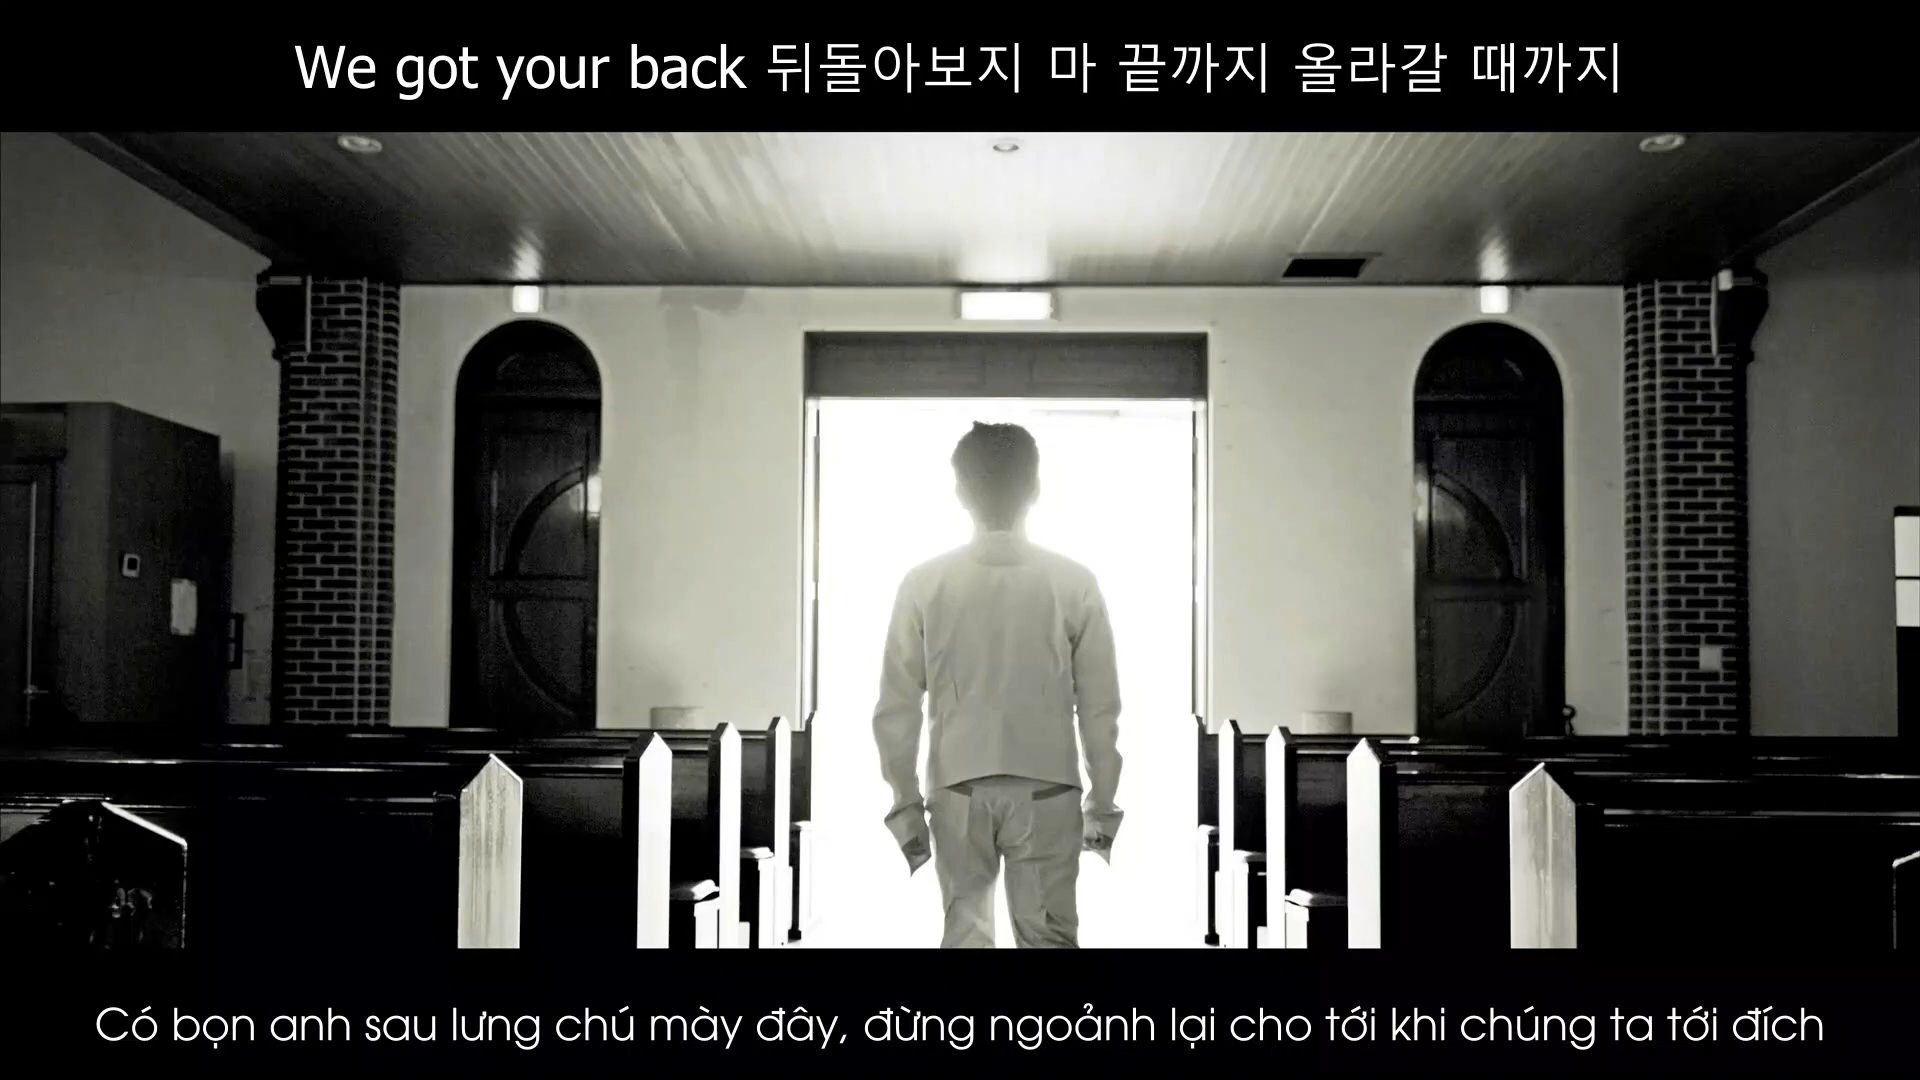 We got your back 뒤돌아보지 마 끝까지 올라갈 때까지
Có bọn anh sau lưng chú mày đây, đừng ngoảnh lại cho tới khi chúng ta tới đích